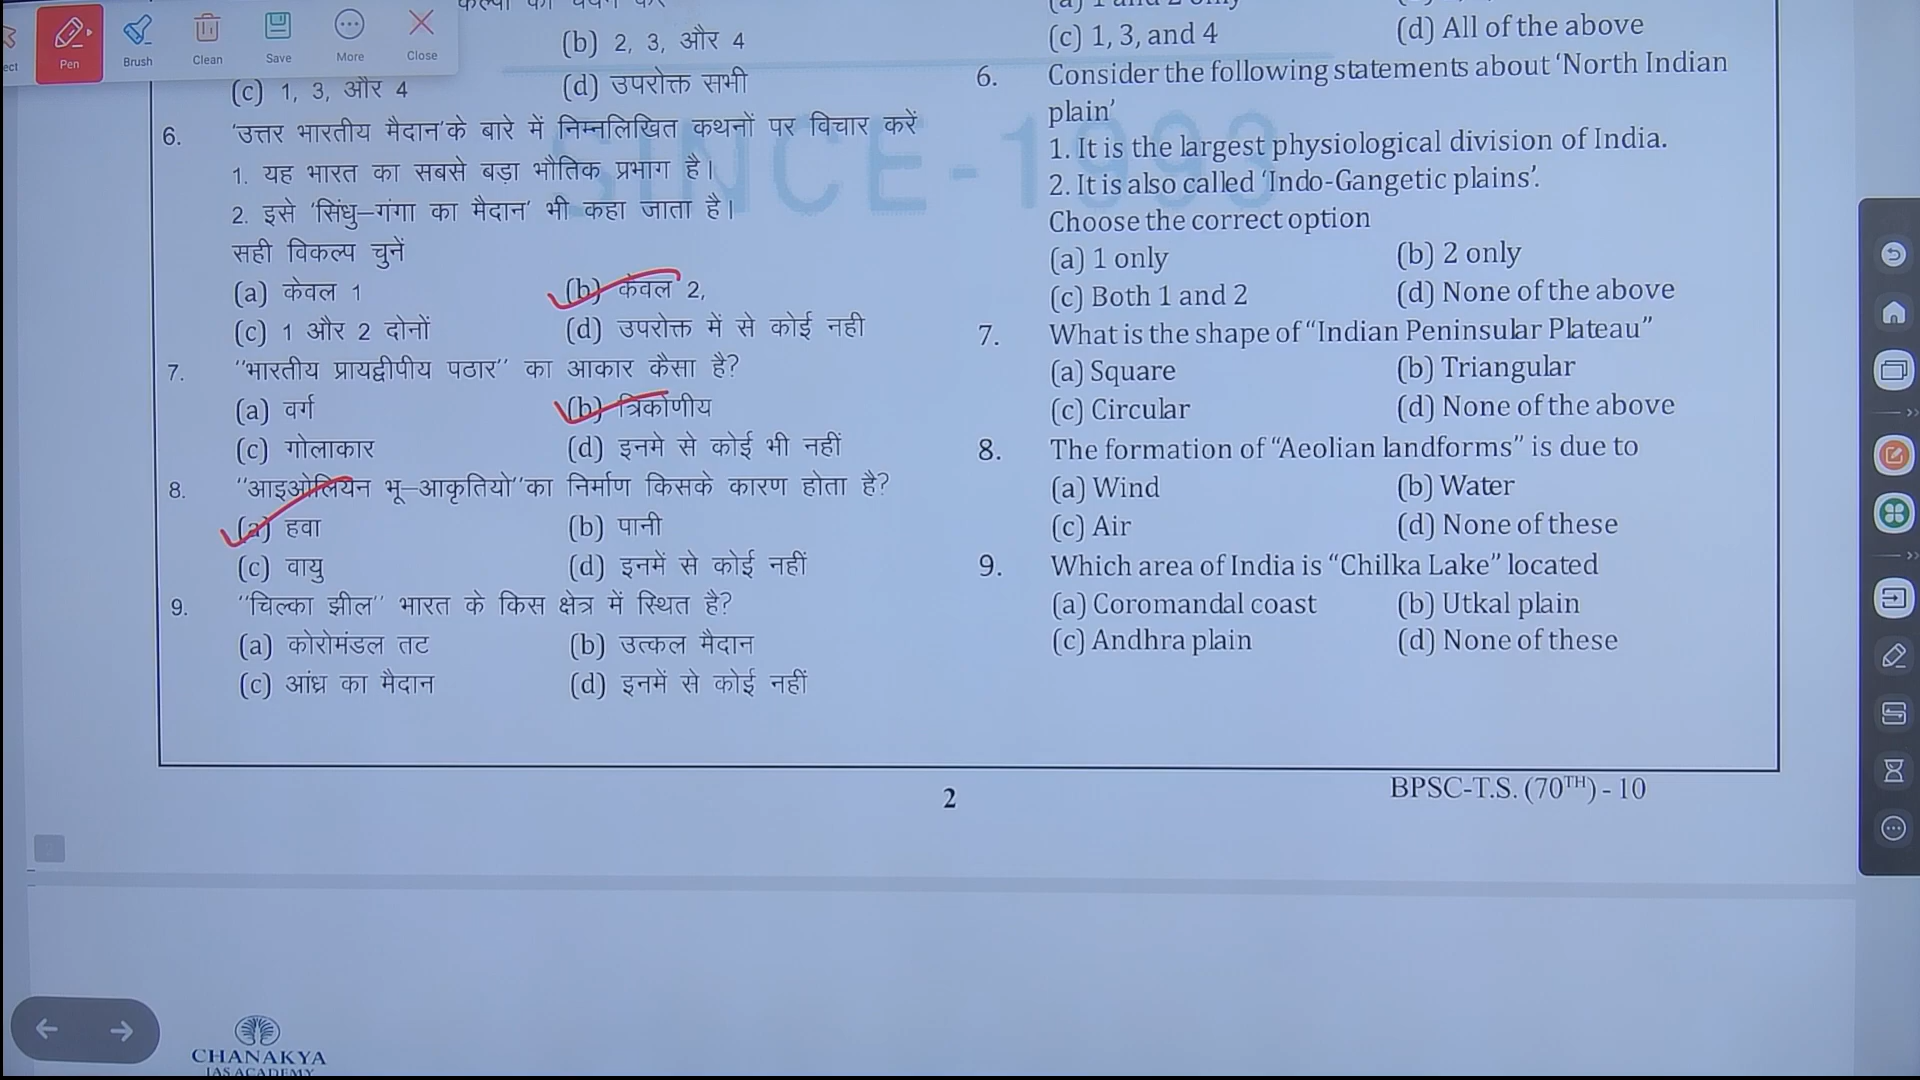 Pen
Brush
Clean
Save
More
Close
ect
(b) 2, 3, और 4
(c) 1, 3, और 4
(d) उपरोक्त सभी
6. 'उत्तर भारतीय मैदान'के बारे में निम्नलिखित कथनों पर विचार करें
1. यह भारत का सबसे बड़ा भौतिक प्रभाग है।
2. इसे 'सिंधु–गंगा का मैदान' भी कहा जाता है।
सही विकल्प चुनें
(a) केवल 1
(b) केवल 2,
(c) 1 और 2 दोनों
(d) उपरोक्त में से कोई नही
7. "भारतीय प्रायद्वीपीय पठार" का आकार कैसा है?
(a) वर्ग
(b) त्रिकोणीय
(c) गोलाकार
(d) इनमे से कोई भी नहीं
8. "आइओलियन भू–आकृतियो"का निर्माण किसके कारण होता है?
(a) हवा
(b) पानी
(c) वायु
(d) इनमें से कोई नहीं
9. "चिल्का झील" भारत के किस क्षेत्र में स्थित है?
(a) कोरोमंडल तट
(b) उत्कल मैदान
(c) आंध्र का मैदान
(d) इनमें से कोई नहीं
SINCE-1993
(c) 1, 3, and 4
(d) All of the above
6. Consider the following statements about 'North Indian
plain'
1. It is the largest physiological division of India.
2. It is also called 'Indo-Gangetic plains'.
Choose the correct option
(a) 1 only
(b) 2 only
(c) Both 1 and 2
(d) None of the above
7. What is the shape of "Indian Peninsular Plateau"
(a) Square
(b) Triangular
(c) Circular
(d) None of the above
8. The formation of "Aeolian landforms" is due to
(a) Wind
(b) Water
(c) Air
(d) None of these
9. Which area of India is "Chilka Lake" located
(a) Coromandal coast
(b) Utkal plain
(c) Andhra plain
(d) None of these
2
BPSC-T.S. (70TH) - 10
CHANAKYA
IAS ACADEMY